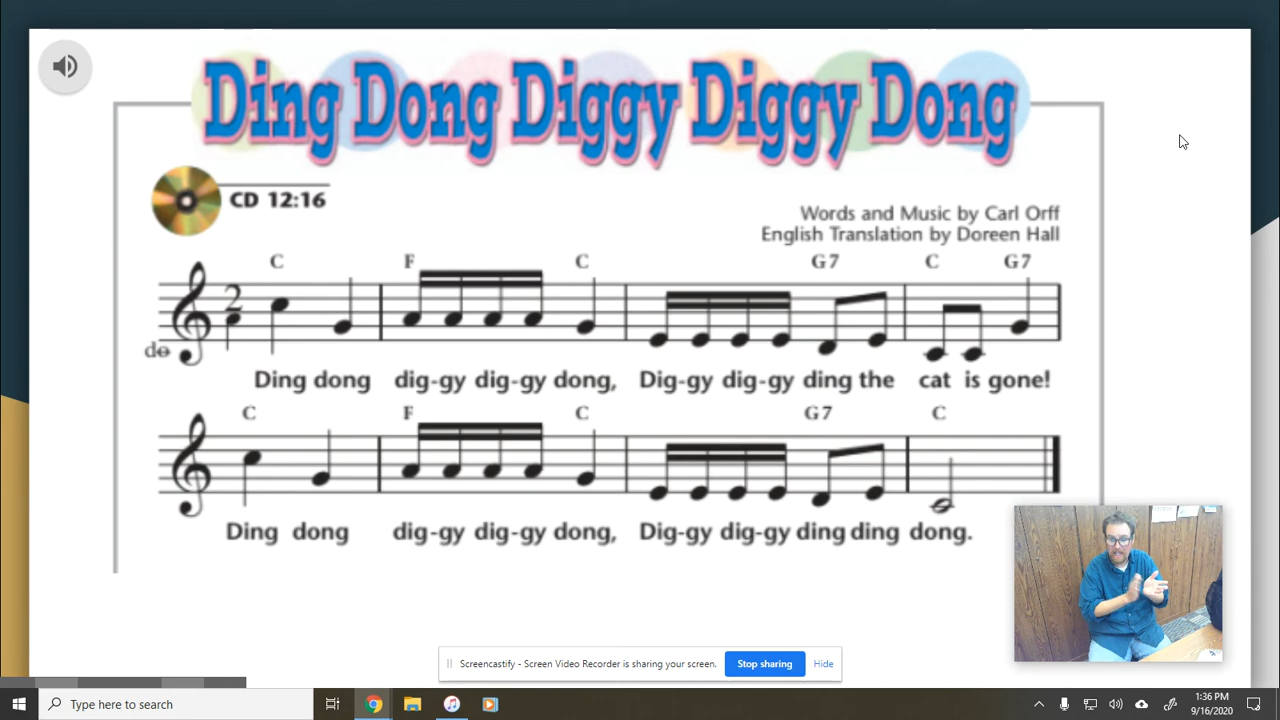 Ding Dong Diggy Diggy Dong
CD 12:16
Words and Music by Carl Orff
English Translation by Doreen Hall
C F C G7 C G7
2
do
Ding dong dig-gy dig-gy dong, Dig-gy dig-gy ding the cat is gone!
C F C G7 C
Ding dong dig-gy dig-gy dong, Dig-gy dig-gy ding ding dong.
Screencastify - Screen Video Recorder is sharing your screen. Stop sharing Hide
Type here to search
1:36 PM
9/16/2020